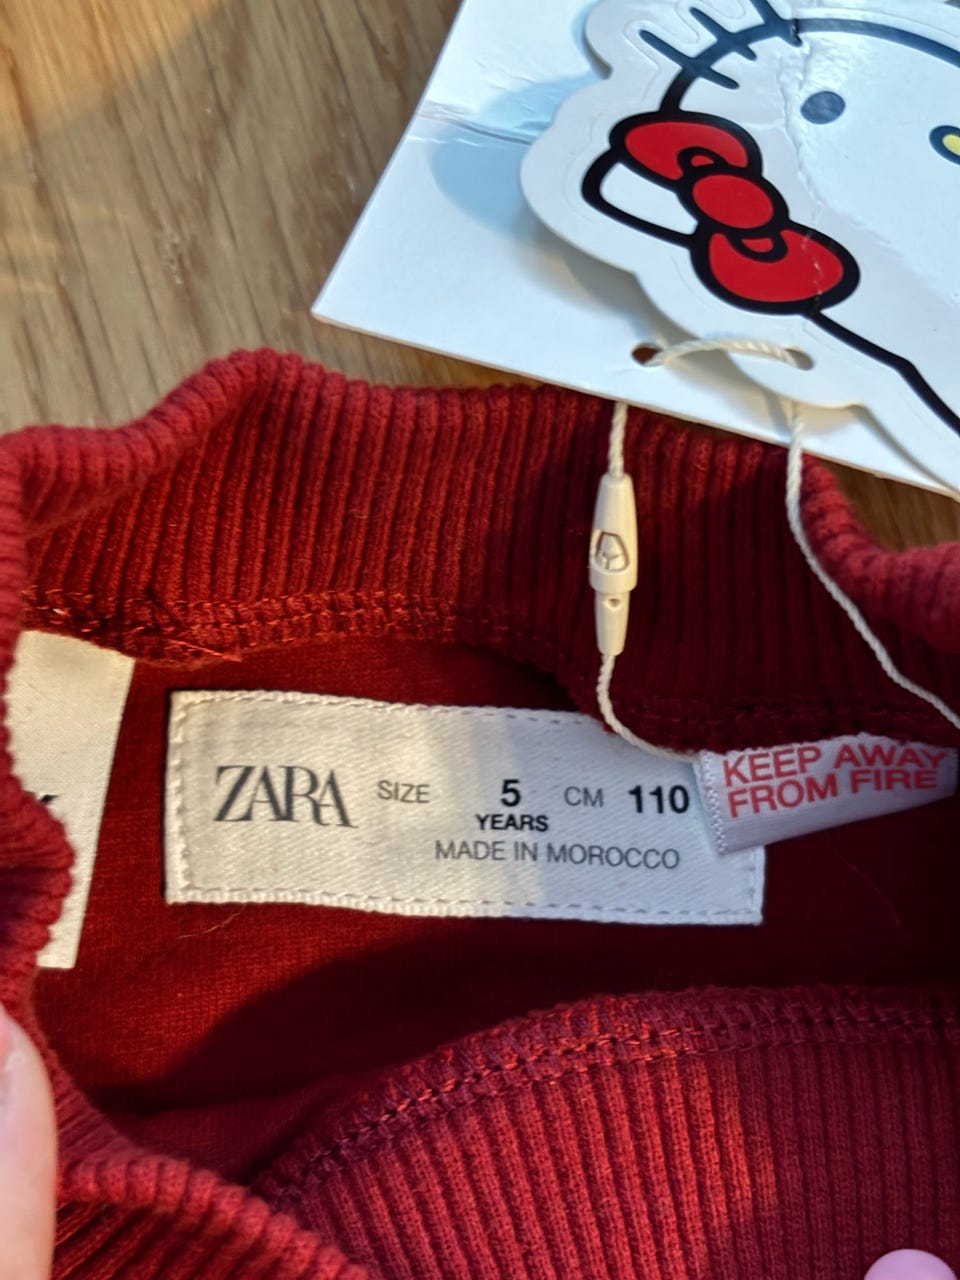 ZARA SIZE 5 CM 110
YEARS
MADE IN MOROCCO
KEEP AWAY
FROM FIRE